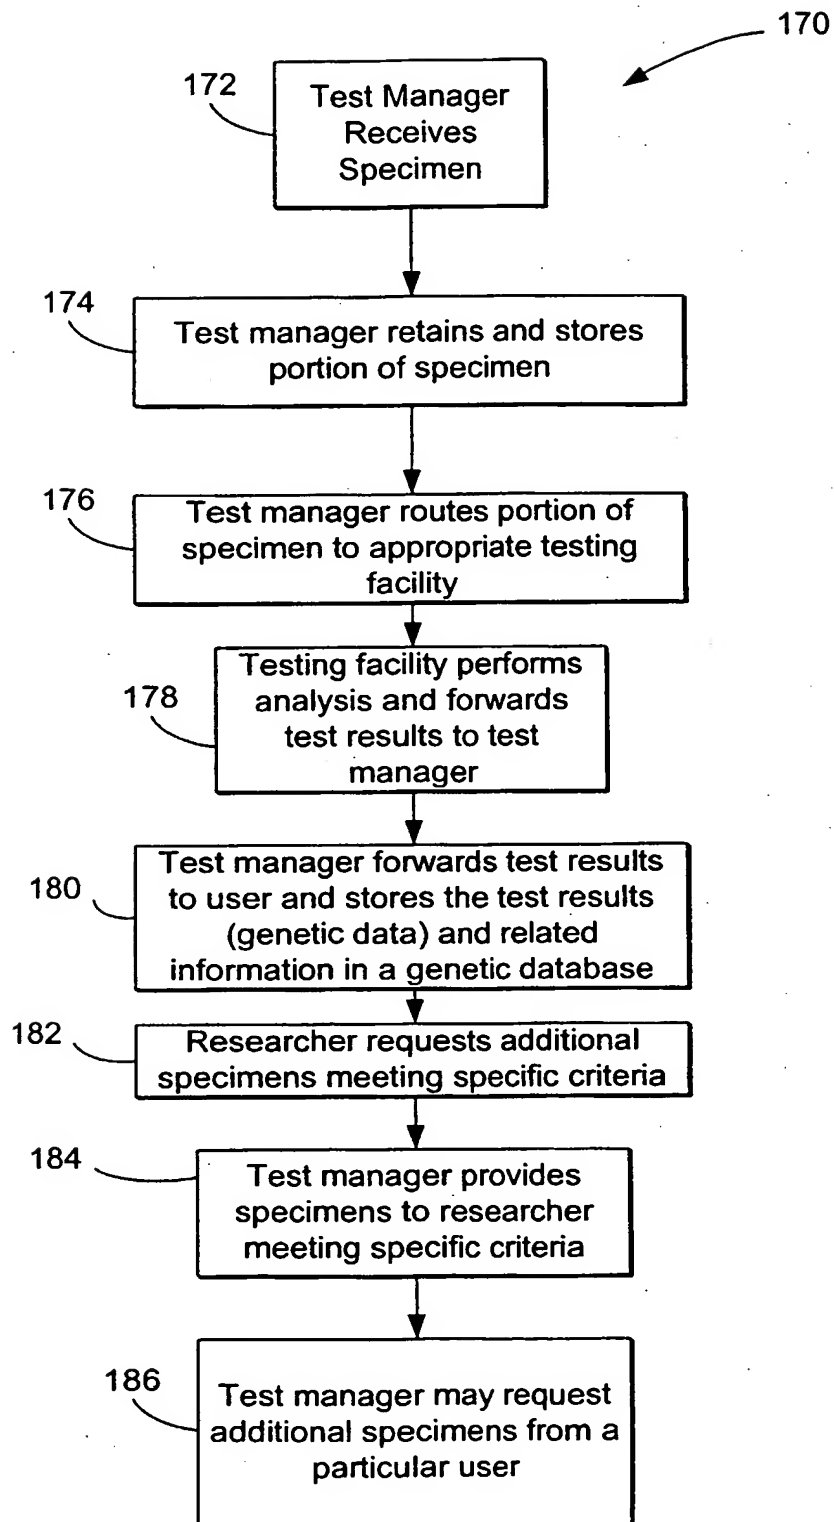 170
172
Test Manager
Receives
Specimen
174
Test manager retains and stores
portion of specimen
176
Test manager routes portion of
specimen to appropriate testing
facility
178
Testing facility performs
analysis and forwards
test results to test
manager
180
Test manager forwards test results
to user and stores the test results
(genetic data) and related
information in a genetic database
182
Researcher requests additional
specimens meeting specific criteria
184
Test manager provides
specimens to researcher
meeting specific criteria
186
Test manager may request
additional specimens from a
particular user